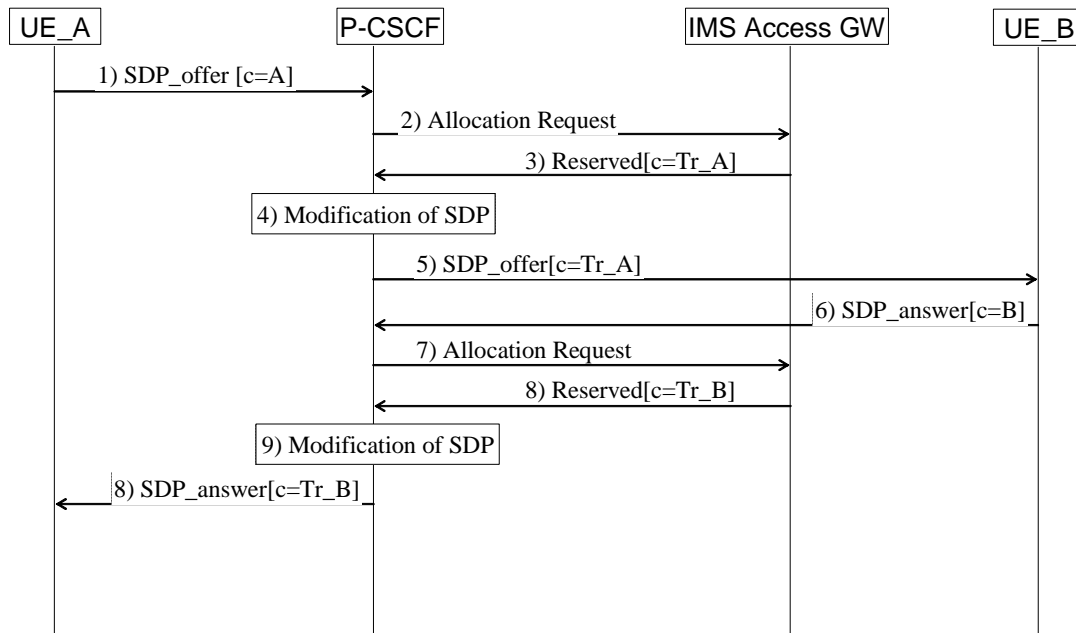 UE_A
P-CSCF
IMS Access GW
UE_B
1) SDP_offer [c=A]
2) Allocation Request
3) Reserved[c=Tr_A]
4) Modification of SDP
5) SDP_offer[c=Tr_A]
6) SDP_answer[c=B]
7) Allocation Request
8) Reserved[c=Tr_B]
9) Modification of SDP
8) SDP_answer[c=Tr_B]